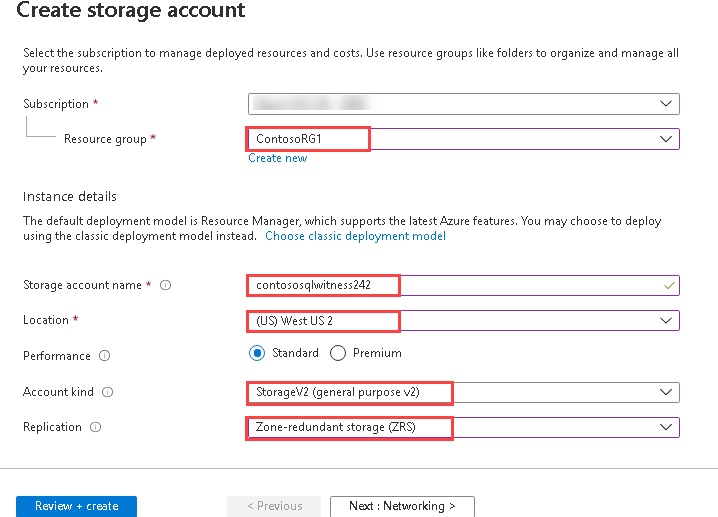 Create storage account
Select the subscription to manage deployed resources and costs. Use resource groups like folders to organize and manage all
your resources.
Subscription *
Resource group *
ContosoRG1
Create new
Instance details
The default deployment model is Resource Manager, which supports the latest Azure features. You may choose to deploy
using the classic deployment model instead. Choose classic deployment model
Storage account name *
contososqlwitness242
Location *
(US) West US 2
Performance
Standard
Premium
Account kind
StorageV2 (general purpose v2)
Replication
Zone-redundant storage (ZRS)
Review + create
< Previous
Next : Networking >